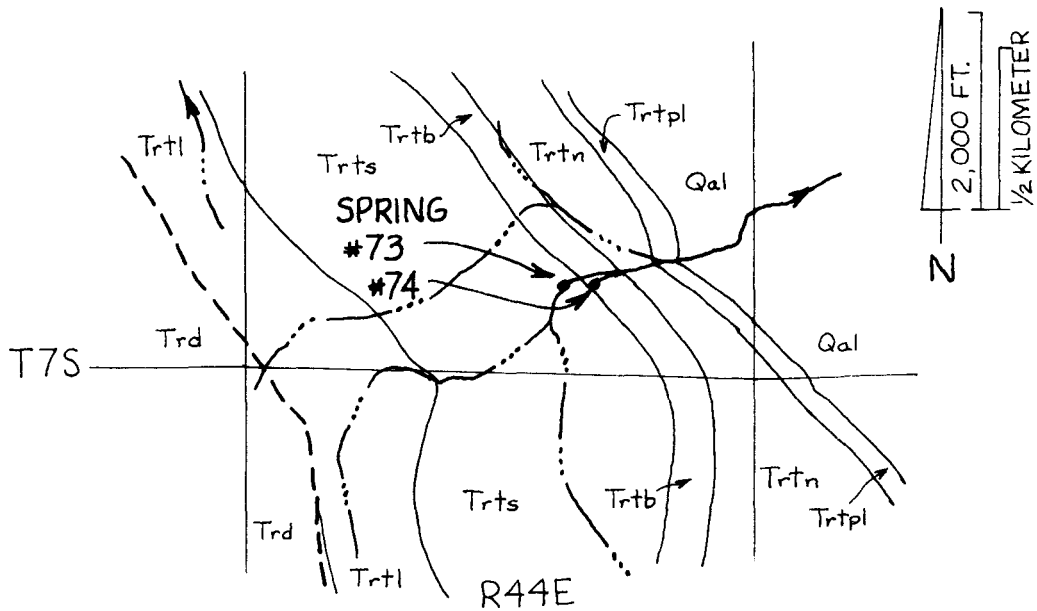 Trtl
Trts
Trtb
Trtn
Trtpl
Qal
2,000 FT.
½ KILOMETER
N
SPRING
#73
#74
Trd
T7S
Qal
Trd
Trtl
Trts
Trtb
Trtn
Trtpl
R44E